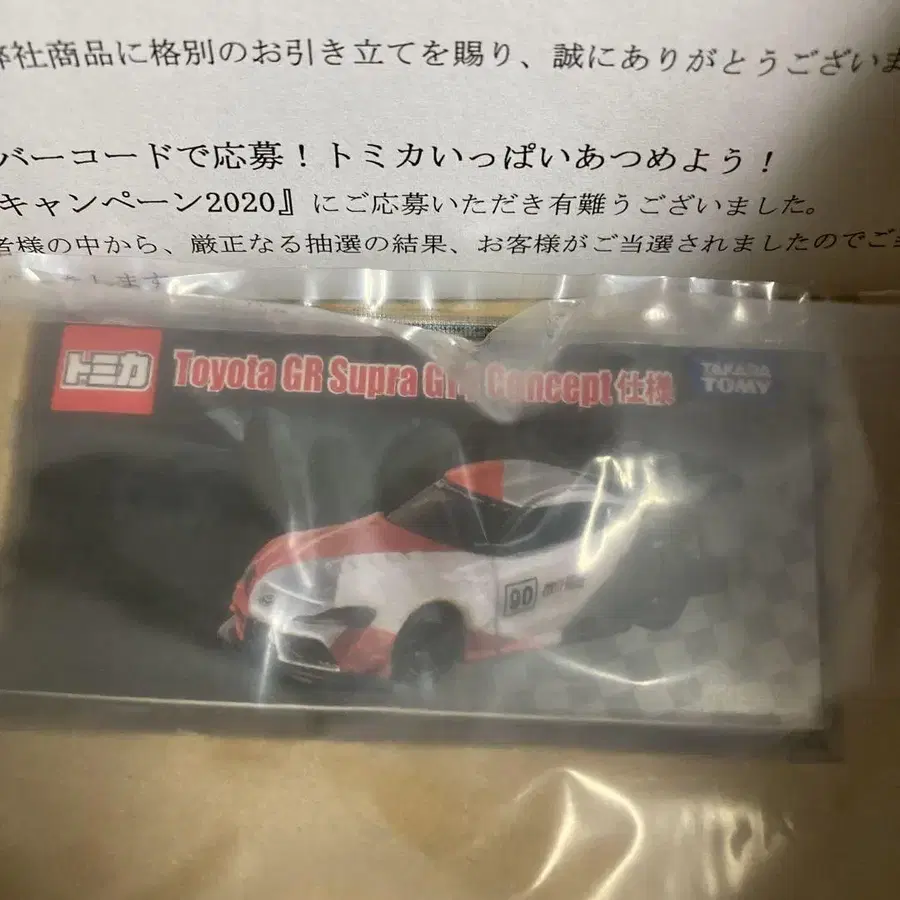 弊社商品に格別のお引き立てを賜り、誠にありがとうございま
バーコードで応募！トミカいっぱいあつめよう！
キャンペーン2020』にご応募いただき有難うございました。
者様の中から、厳正なる抽選の結果、お客様がご当選されましたのでご
たします
トミカ
Toyota GR Supra GT4 Concept 仕様
TAKARA
TOMY
90